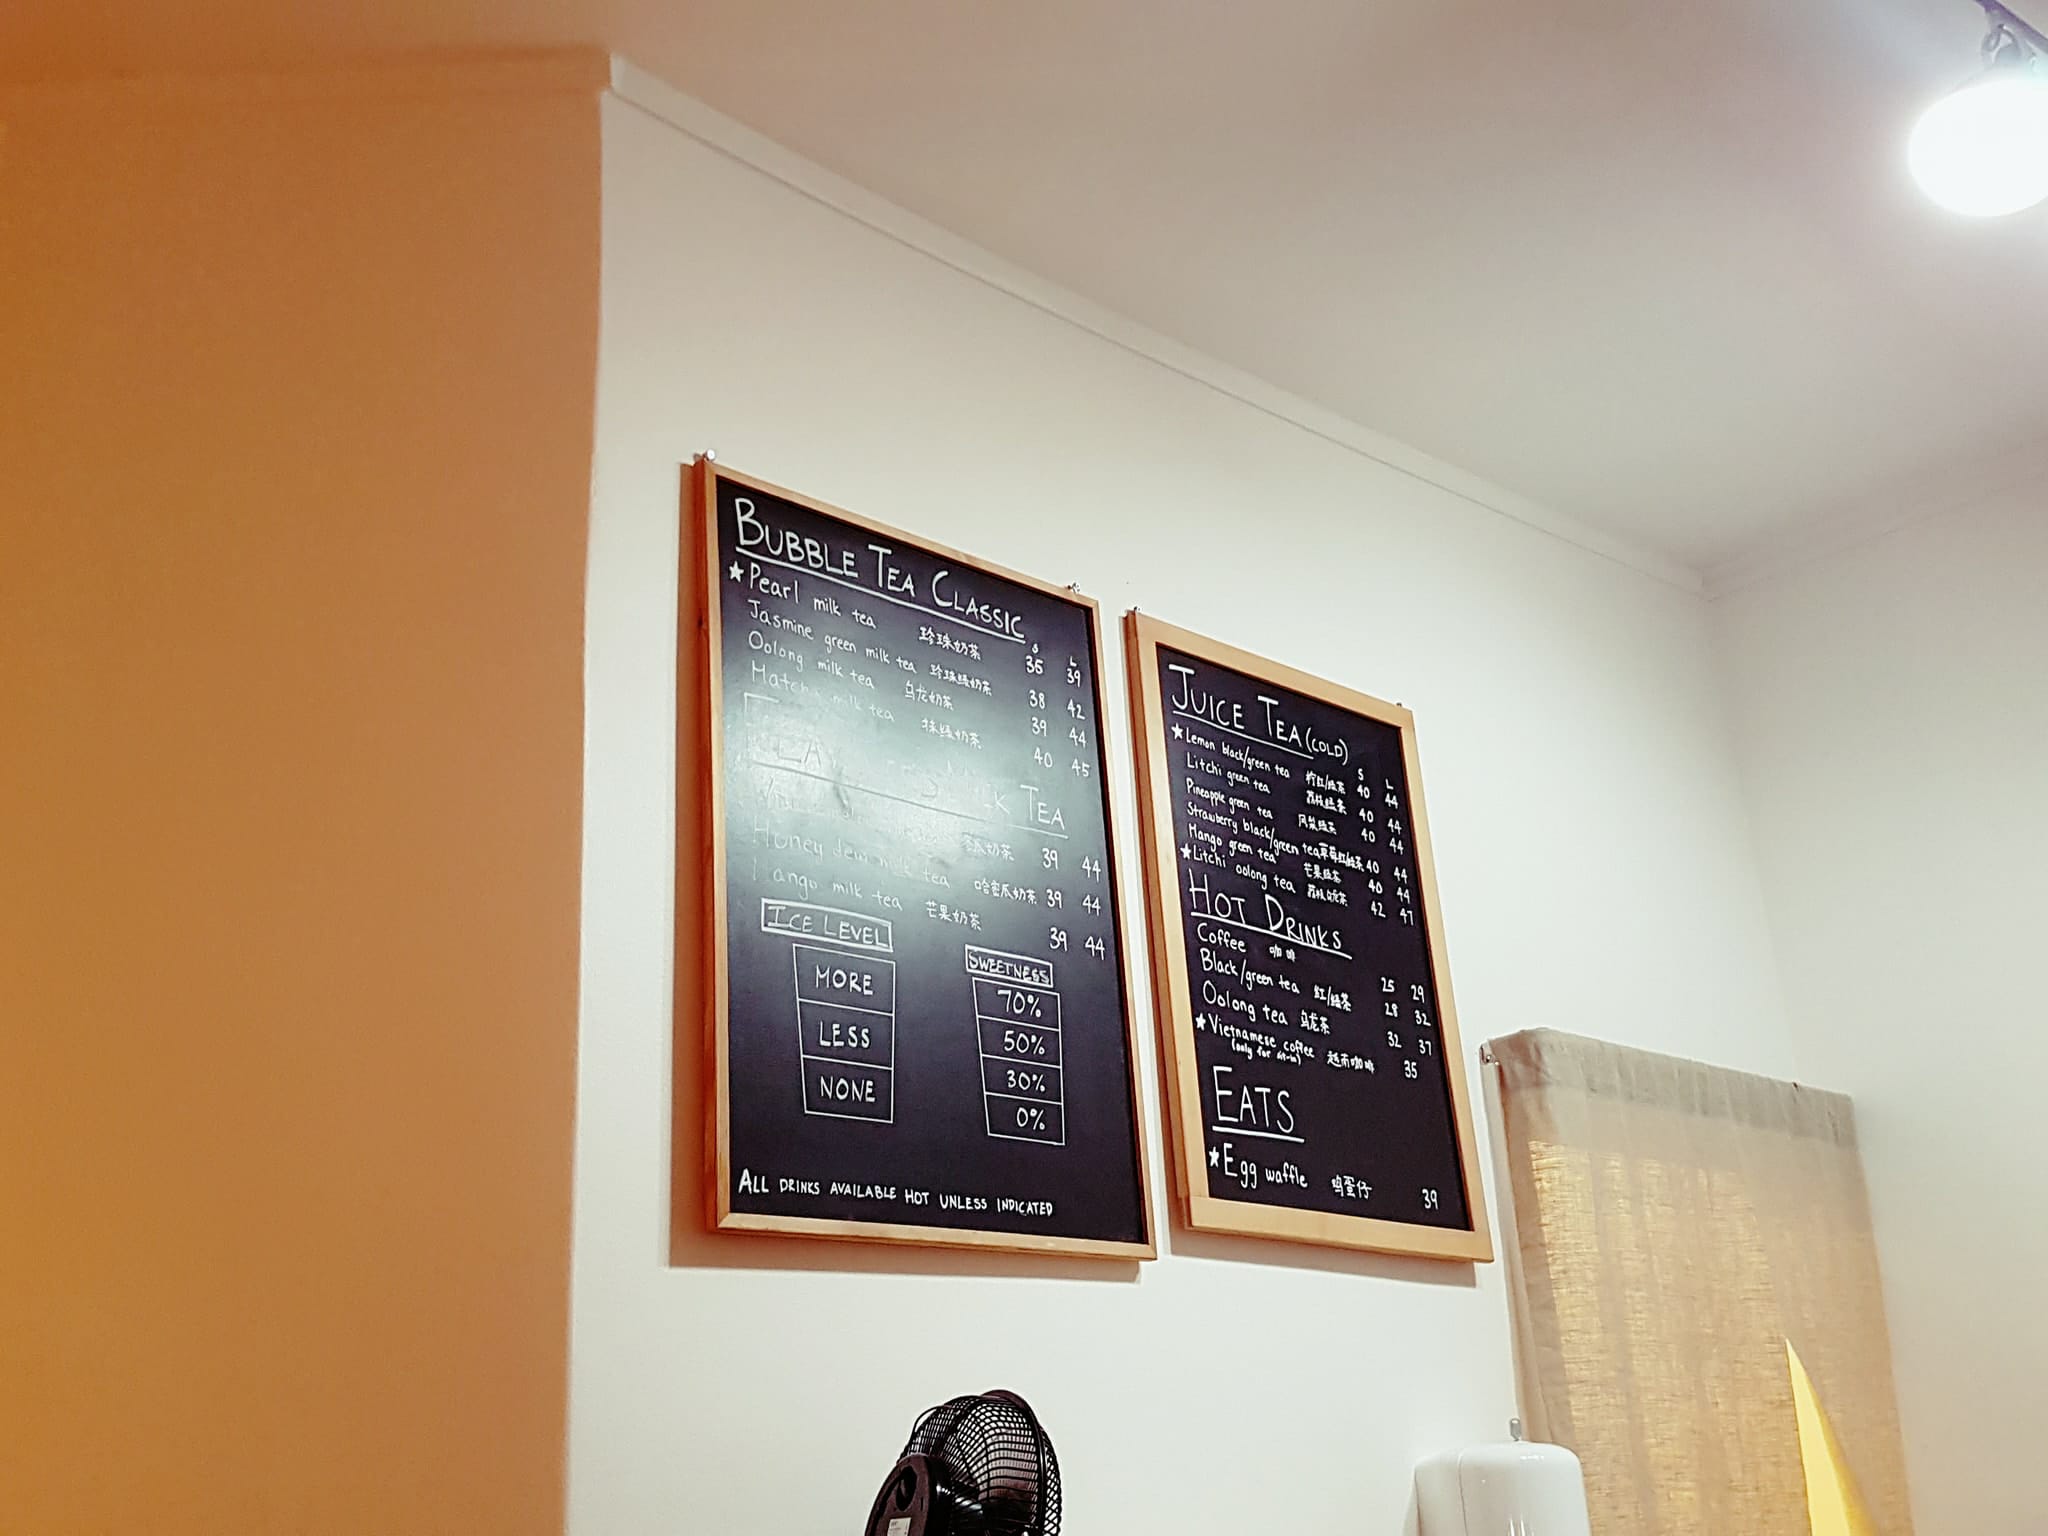 BUBBLE TEA CLASSIC
S L
★Pearl milk tea 珍珠奶茶 35 39
Jasmine green milk tea 珍珠绿奶茶 38 42
Oolong milk tea 乌龙奶茶 39 44
Matcha milk tea 抹绿奶茶 40 45
MILK TEA
瓜奶茶 39 44
Honey dew milk tea 哈密瓜奶茶 39 44
ango milk tea 芒果奶茶 39 44
ICE LEVEL
MORE
LESS
NONE
SWEETNESS
70%
50%
30%
0%
ALL DRINKS AVAILABLE HOT UNLESS INDICATED
JUICE TEA (COLD)
S L
★Lemon black/green tea 柠红/绿茶 40 44
Litchi green tea 荔枝绿茶 40 44
Pineapple green tea 凤梨绿茶 40 44
Strawberry black/green tea 草莓红/绿茶 40 44
Mango green tea 芒果绿茶 40 44
★Litchi oolong tea 荔枝乌龙茶 42 47
HOT DRINKS
Coffee 咖啡 25 29
Black/green tea 红/绿茶 28 32
Oolong tea 乌龙茶 32 37
★Vietnamese coffee 越南咖啡 35
(only for sit-in)
EATS
★Egg waffle 鸡蛋仔 39